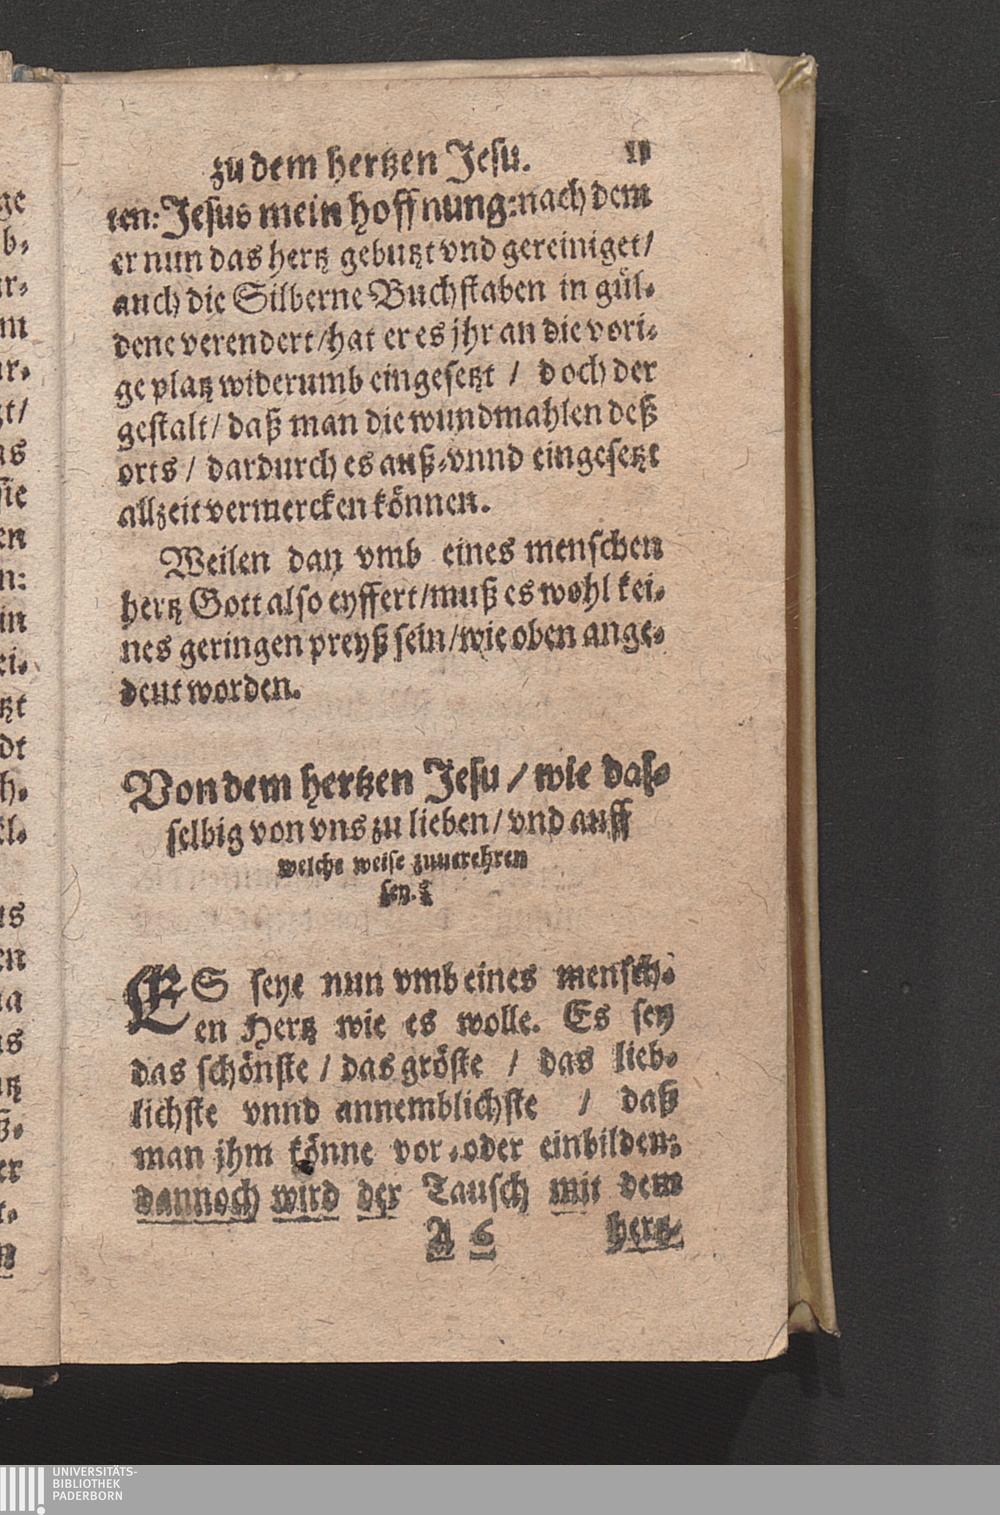 zu dem hertzen Jesu. 11
ten: Jesus mein hoffnung: nach dem
er nun das hertz gebutzt vnd gereiniget/
auch die Silberne Buchstaben in gül-
dene verendert/hat er es jhr an die vori-
ge platz widerumb eingesetzt / doch der
gestalt/ daß man die wundmahlen deß
orts / dardurch es auß-vnnd eingesetzt
allzeit vermercken können.
Weilen dan vmb eines menschen
hertz Gott also eyffert/muß es wohl kei-
nes geringen preyß sein/wie oben ange-
deut worden.
Von dem hertzen Jesu / wie das-
selbig von vns zu lieben/ vnd auff
welche weise zuuerehren
sey.
ES seye nun vmb eines mensch-
en Hertz wie es wolle. Es sey
das schönste / das gröste / das lieb-
lichste vnnd annemblichste / daß
man jhm könne vor-oder einbilden;
dannoch wird der Tausch mit dem
A 6 hertz-
UNIVERSITÄTS-
BIBLIOTHEK
PADERBORN